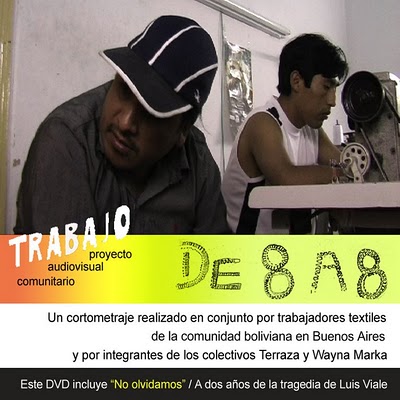 TRABAJO
proyecto
audiovisual
comunitario
DE 8 A 8
Un cortometraje realizado en conjunto por trabajadores textiles
de la comunidad boliviana en Buenos Aires
y por integrantes de los colectivos Terraza y Wayna Marka
Este DVD incluye “No olvidamos” / A dos años de la tragedia de Luis Viale